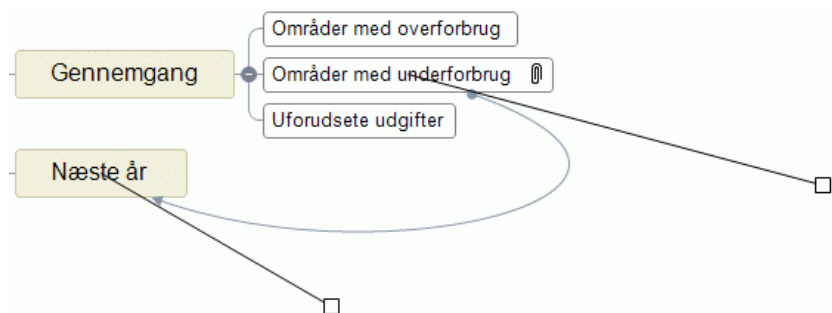 Områder med overforbrug
Gennemgang
Områder med underforbrug
Uforudsete udgifter
Næste år